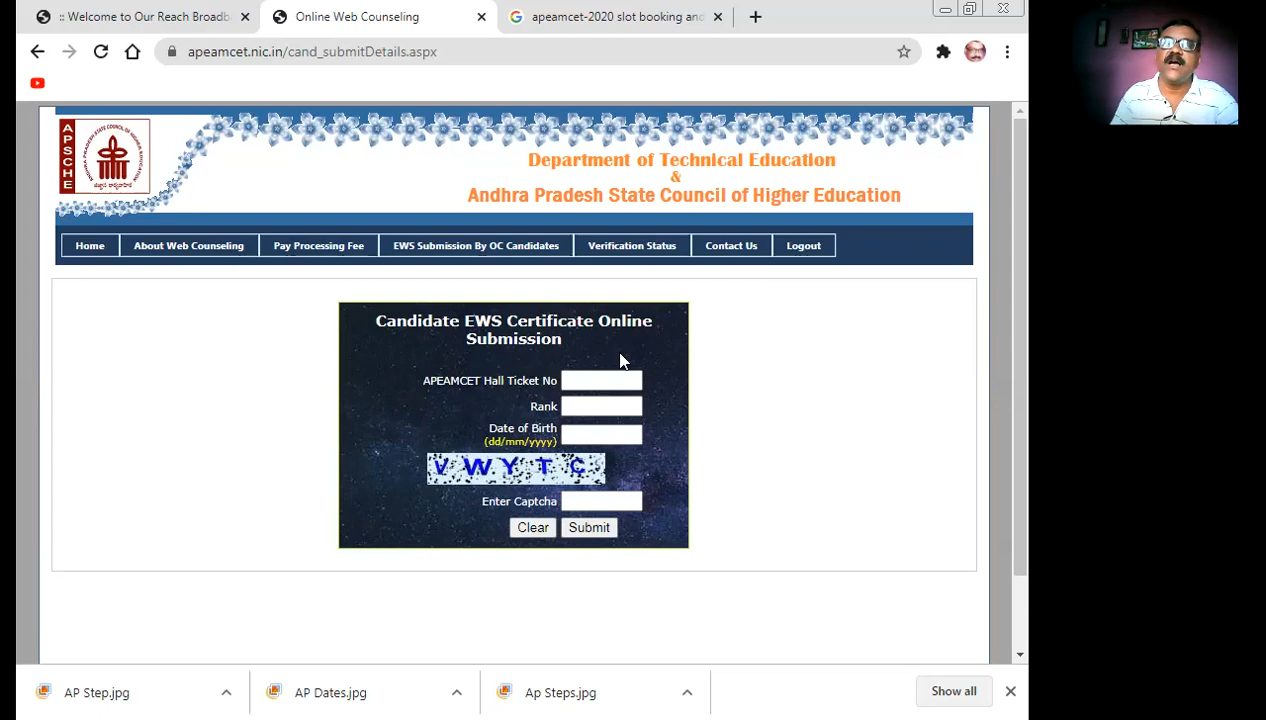 :: Welcome to Our Reach Broadb
Online Web Counseling
apeamcet-2020 slot booking and
apeamcet.nic.in/cand_submitDetails.aspx
APSCHE
Department of Technical Education
&
Andhra Pradesh State Council of Higher Education
Home
About Web Counseling
Pay Processing Fee
EWS Submission By OC Candidates
Verification Status
Contact Us
Logout
Candidate EWS Certificate Online
Submission
APEAMCET Hall Ticket No
Rank
Date of Birth
(dd/mm/yyyy)
V W Y T C
Enter Captcha
Clear
Submit
AP Step.jpg
AP Dates.jpg
Ap Steps.jpg
Show all